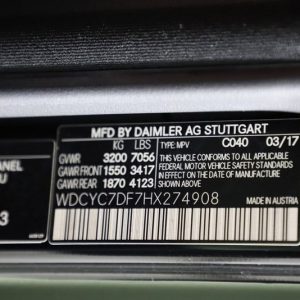 MFD BY DAIMLER AG STUTTGART
KG LBS TYPE:MPV C040 03/17
GVWR 3200 7056 THIS VEHICLE CONFORMS TO ALL APPLICABLE
GAWR FRONT 1550 3417 FEDERAL MOTOR VEHICLE SAFETY STANDARDS
GAWR REAR 1870 4123 IN EFFECT ON THE DATE OF MANUFACTURE
SHOWN ABOVE.
WDCYC7DF7HX274908 MADE IN AUSTRIA
ANEL
U
3